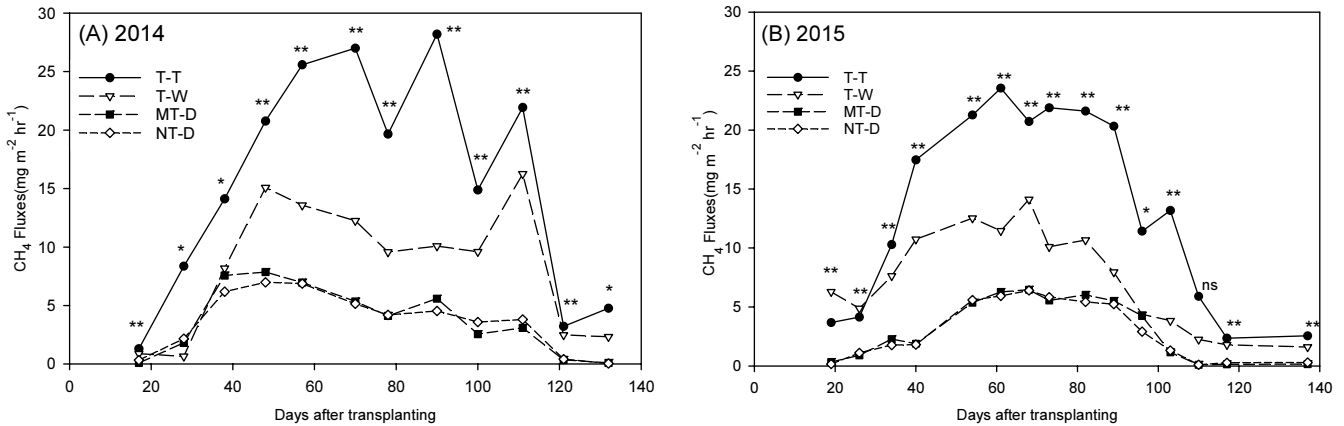 (A) 2014
CH4 Fluxes(mg m-2 hr-1)
30
25
20
15
10
5
0
T-T
T-W
MT-D
NT-D
**
*
*
**
**
**
**
**
**
**
**
*
0 20 40 60 80 100 120 140
Days after transplanting
(B) 2015
CH4 Fluxes(mg m-2 hr-1)
30
25
20
15
10
5
0
T-T
T-W
MT-D
NT-D
**
**
**
**
**
**
**
**
**
**
*
**
ns
**
**
0 20 40 60 80 100 120 140
Days after transplanting